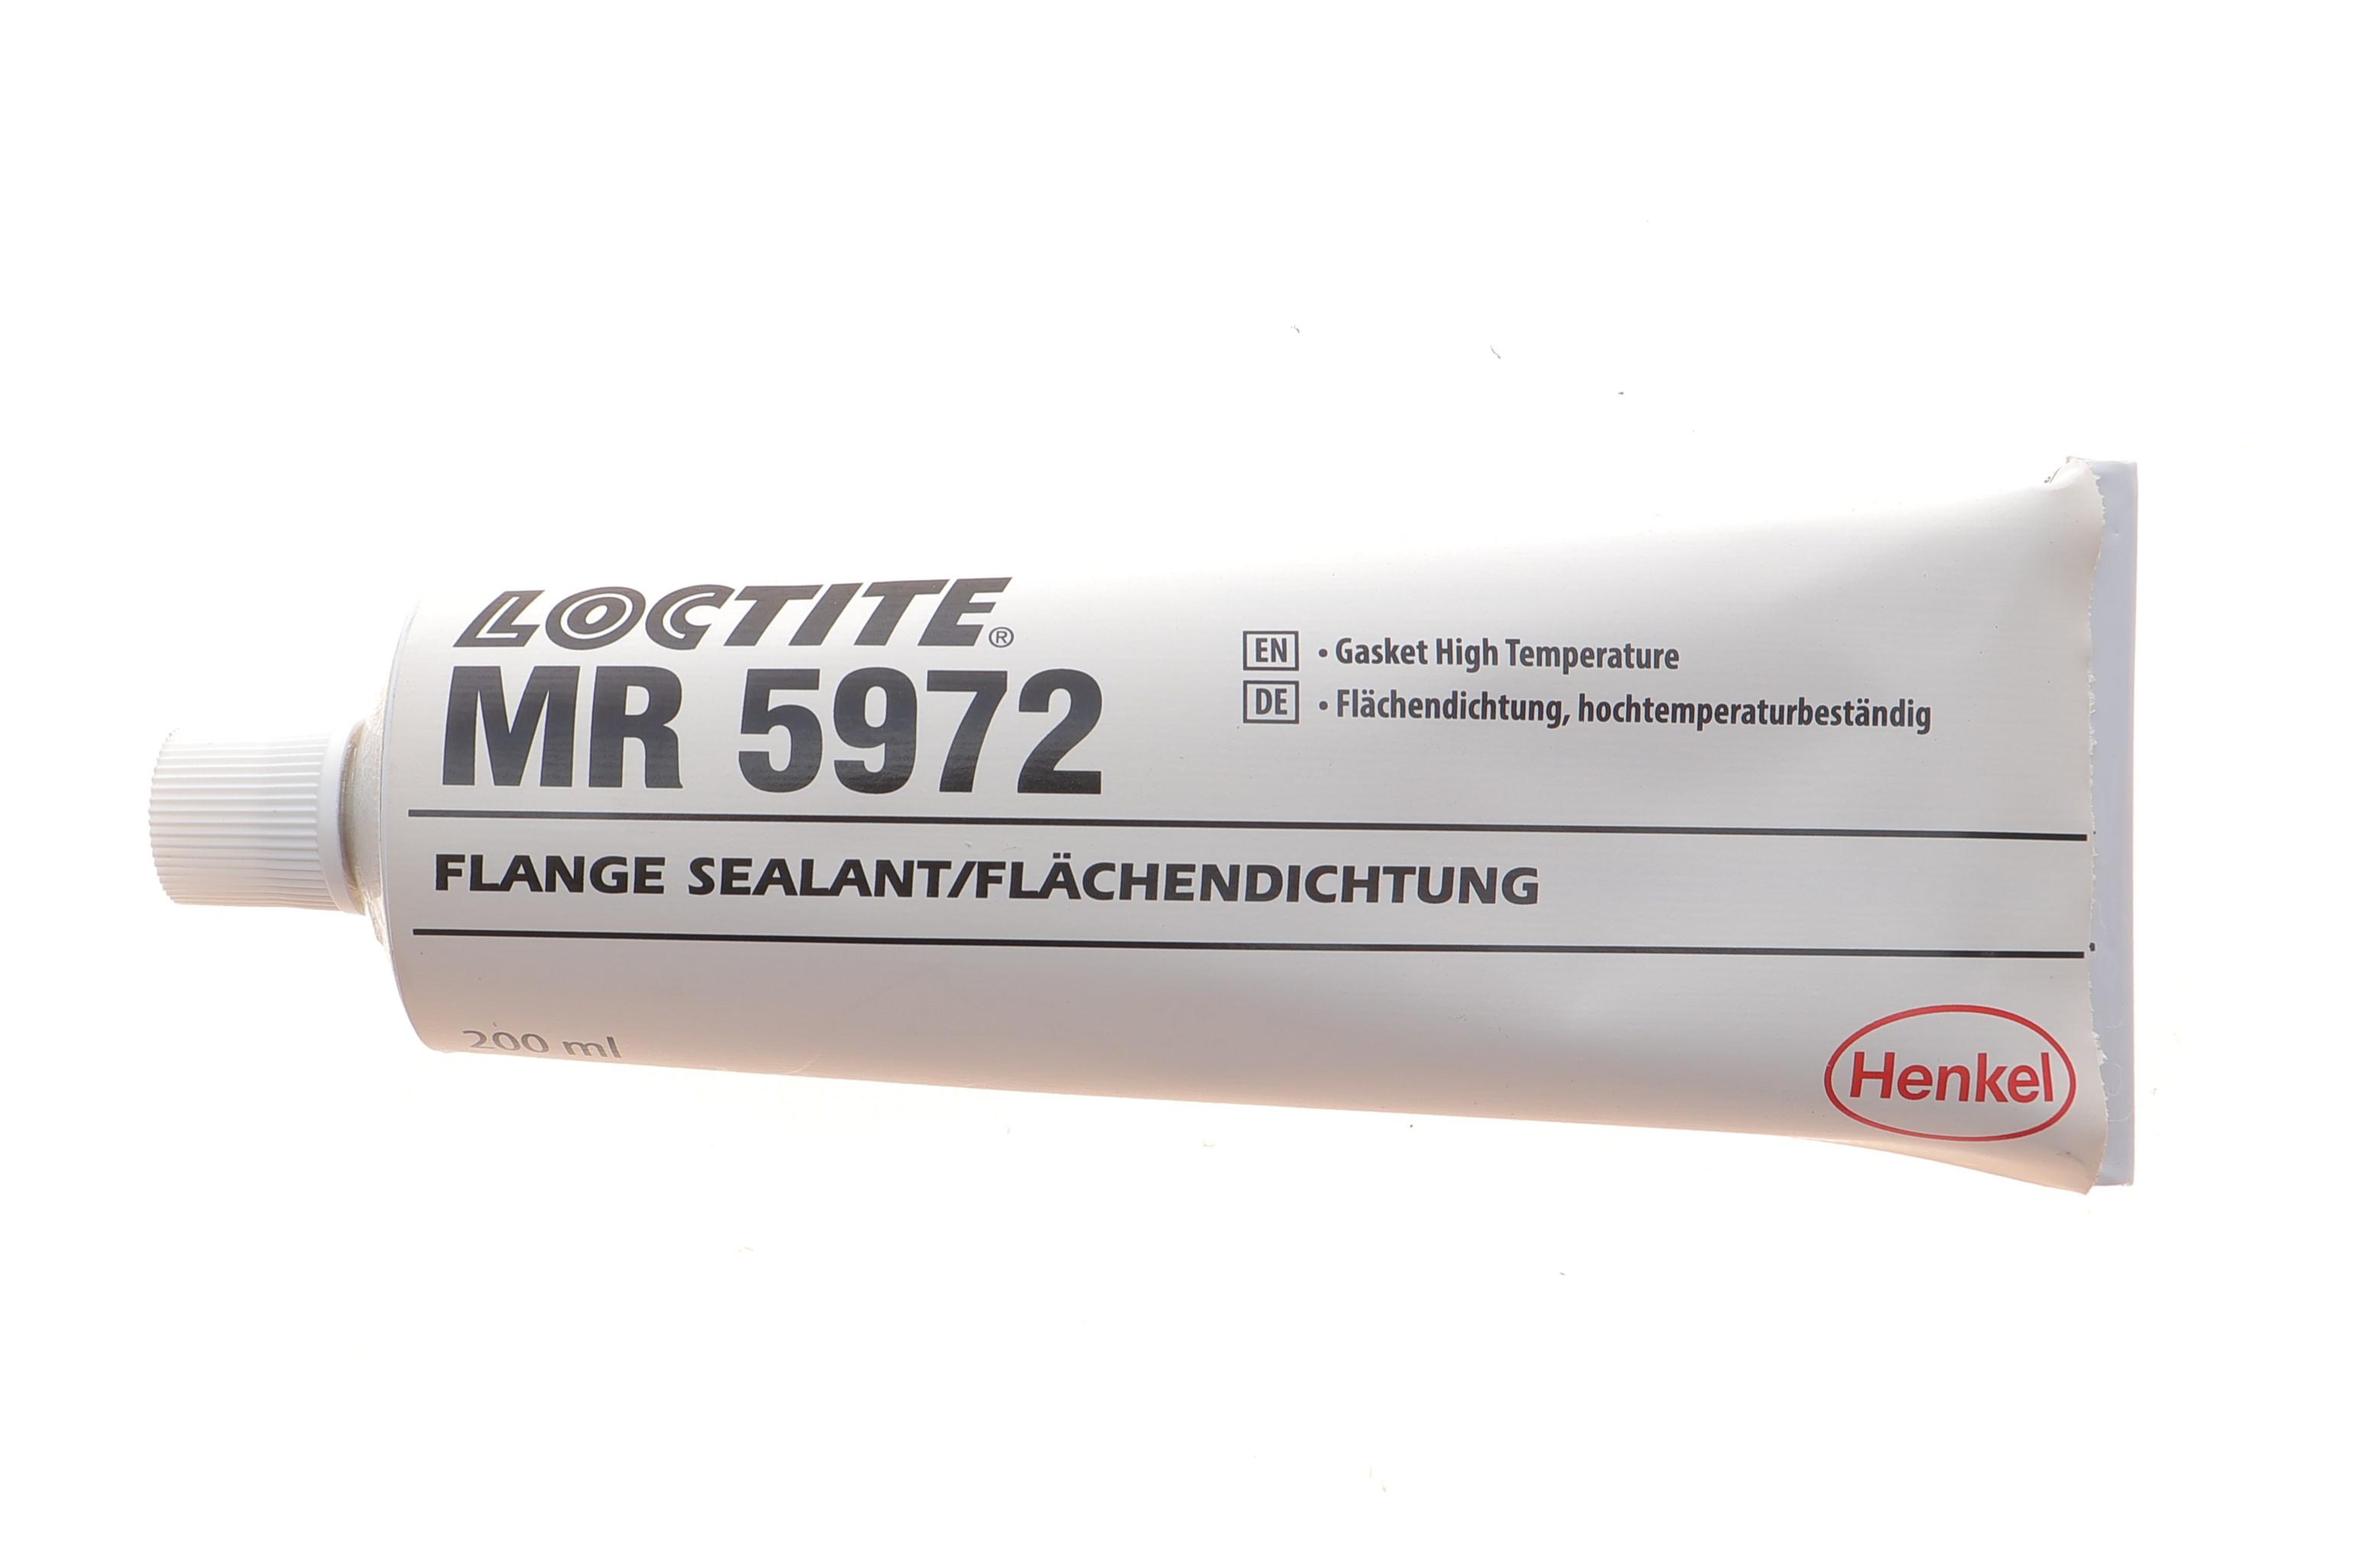 LOCTITE®
MR 5972
EN • Gasket High Temperature
DE • Flächendichtung, hochtemperaturbeständig
FLANGE SEALANT/FLÄCHENDICHTUNG
200 ml
Henkel